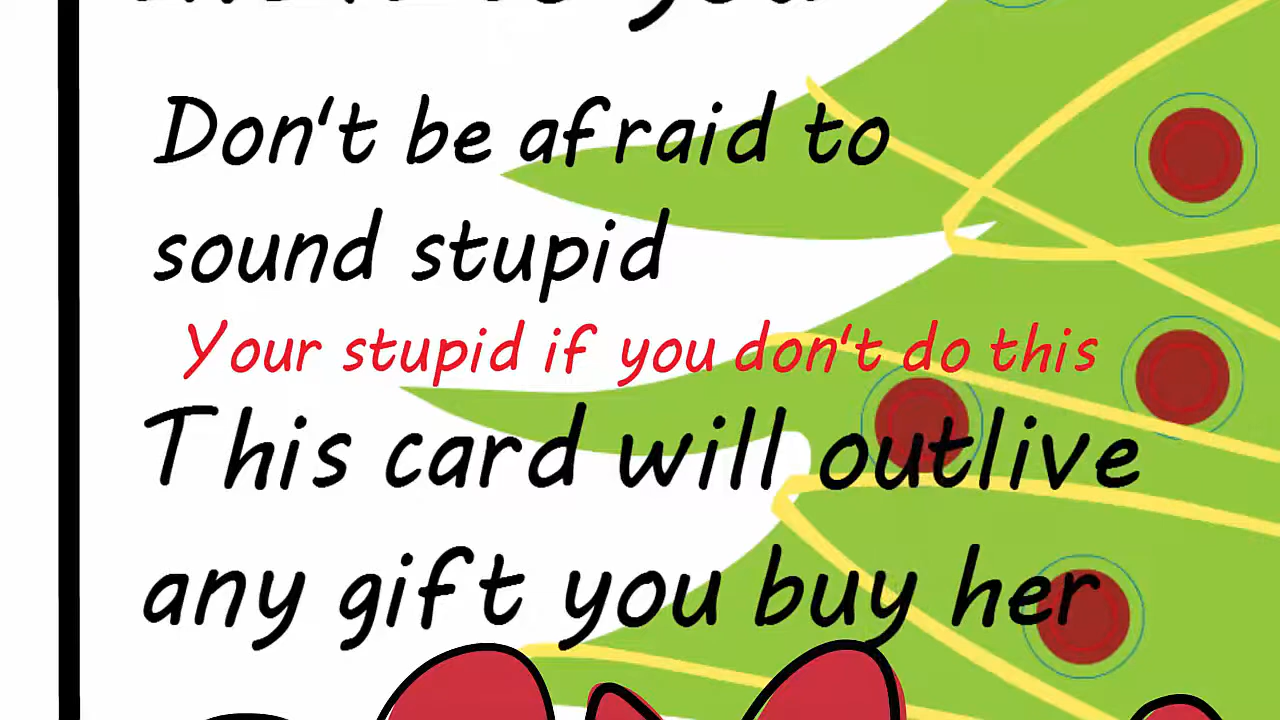 you
Don't be afraid to
sound stupid
Your stupid if you don't do this
This card will outlive
any gift you buy her